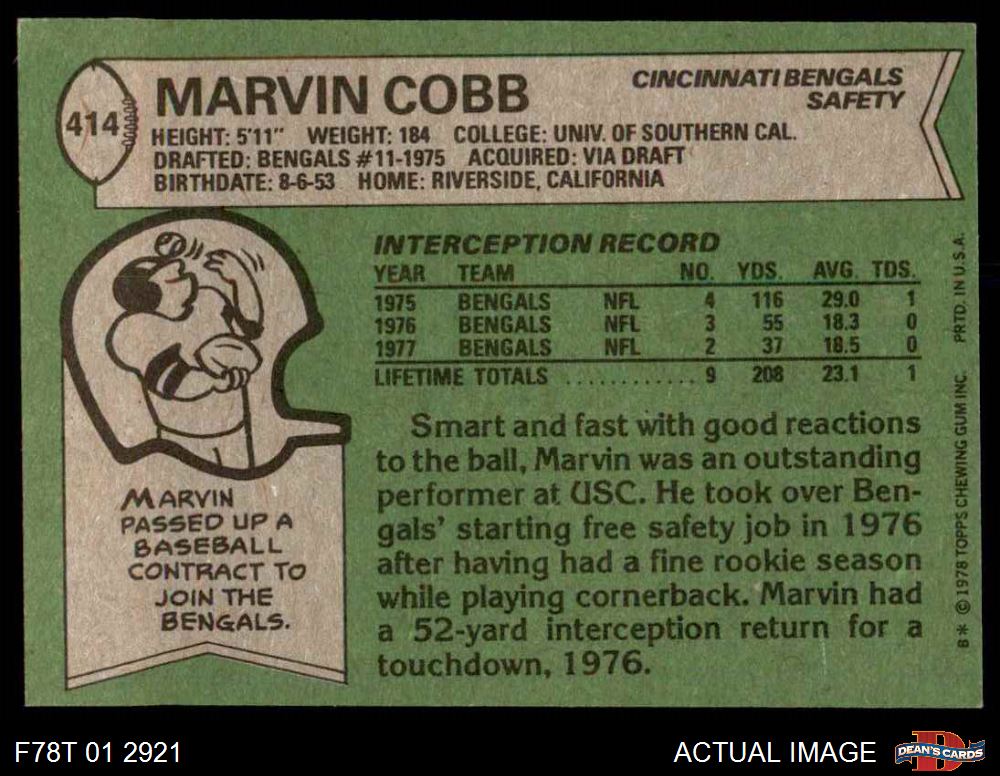 414
MARVIN COBB
CINCINNATI BENGALS
SAFETY
HEIGHT: 5'11" WEIGHT: 184 COLLEGE: UNIV. OF SOUTHERN CAL.
DRAFTED: BENGALS #11-1975 ACQUIRED: VIA DRAFT
BIRTHDATE: 8-6-53 HOME: RIVERSIDE, CALIFORNIA
INTERCEPTION RECORD
YEAR TEAM NO. YDS. AVG. TDS.
1975 BENGALS NFL 4 116 29.0 1
1976 BENGALS NFL 3 55 18.3 0
1977 BENGALS NFL 2 37 18.5 0
LIFETIME TOTALS ............ 9 208 23.1 1
Smart and fast with good reactions
to the ball, Marvin was an outstanding
performer at USC. He took over Ben-
gals' starting free safety job in 1976
after having had a fine rookie season
while playing cornerback. Marvin had
a 52-yard interception return for a
touchdown, 1976.
MARVIN
PASSED UP A
BASEBALL
CONTRACT TO
JOIN THE
BENGALS.
B* © 1978 TOPPS CHEWING GUM INC. PRTD. IN U.S.A.
F78T 01 2921
ACTUAL IMAGE
DEAN'S CARDS